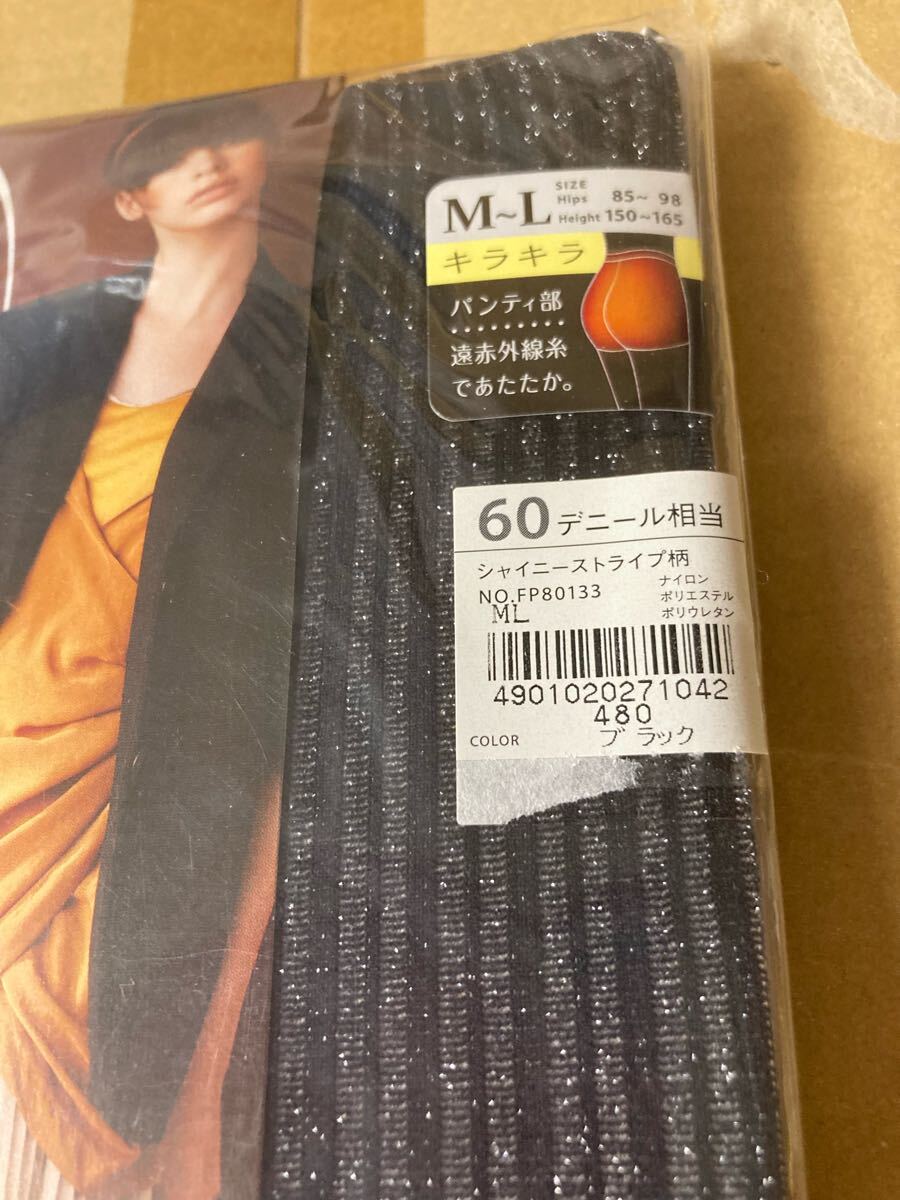 M~L SIZE
Hips 85~ 98
Height 150~165
キラキラ
パンティ部
遠赤外線糸
であたたか。
60デニール相当
シャイニーストライプ柄
NO.FP80133
ML
ナイロン
ポリエステル
ポリウレタン
4901020271042
480
COLOR ブラック